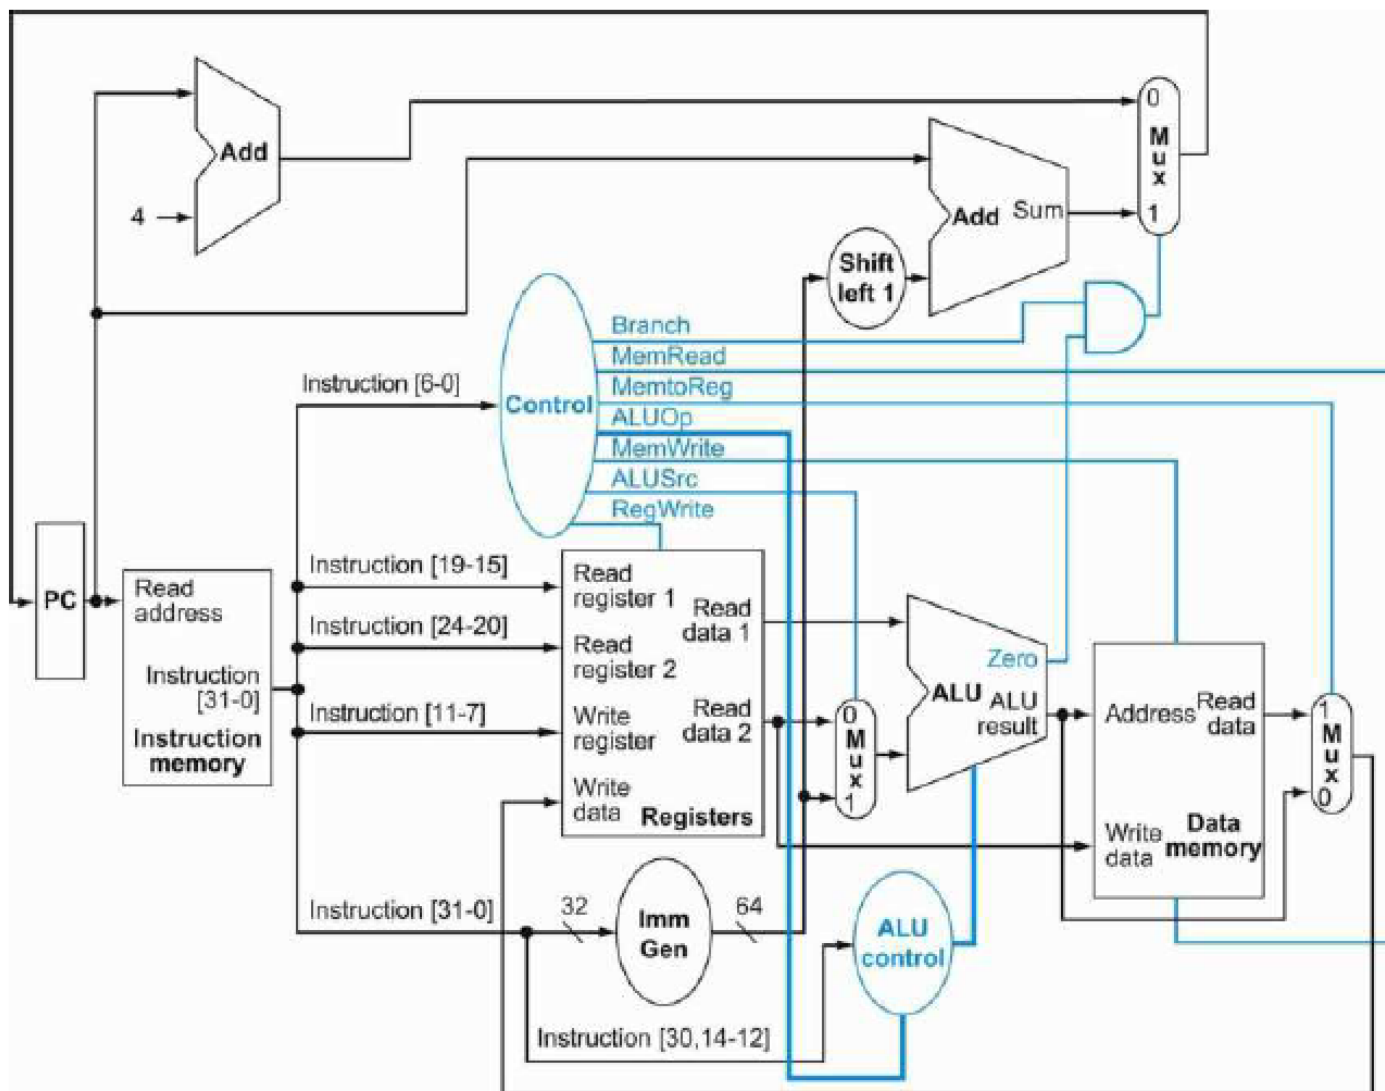 0
Mux
1
Add
4
Add Sum
Shift
left 1
Branch
MemRead
MemtoReg
ALUOp
MemWrite
ALUSrc
RegWrite
Control
Instruction [6-0]
PC
Read
address
Instruction
[31-0]
Instruction
memory
Instruction [19-15]
Instruction [24-20]
Instruction [11-7]
Instruction [31-0]
Read
register 1
Read
register 2
Write
register
Write
data
Read
data 1
Read
data 2
Registers
0
Mux
1
Zero
ALU
ALU
result
Address
Read
data
Write
data
Data
memory
1
Mux
0
32
Imm
Gen
64
ALU
control
Instruction [30,14-12]